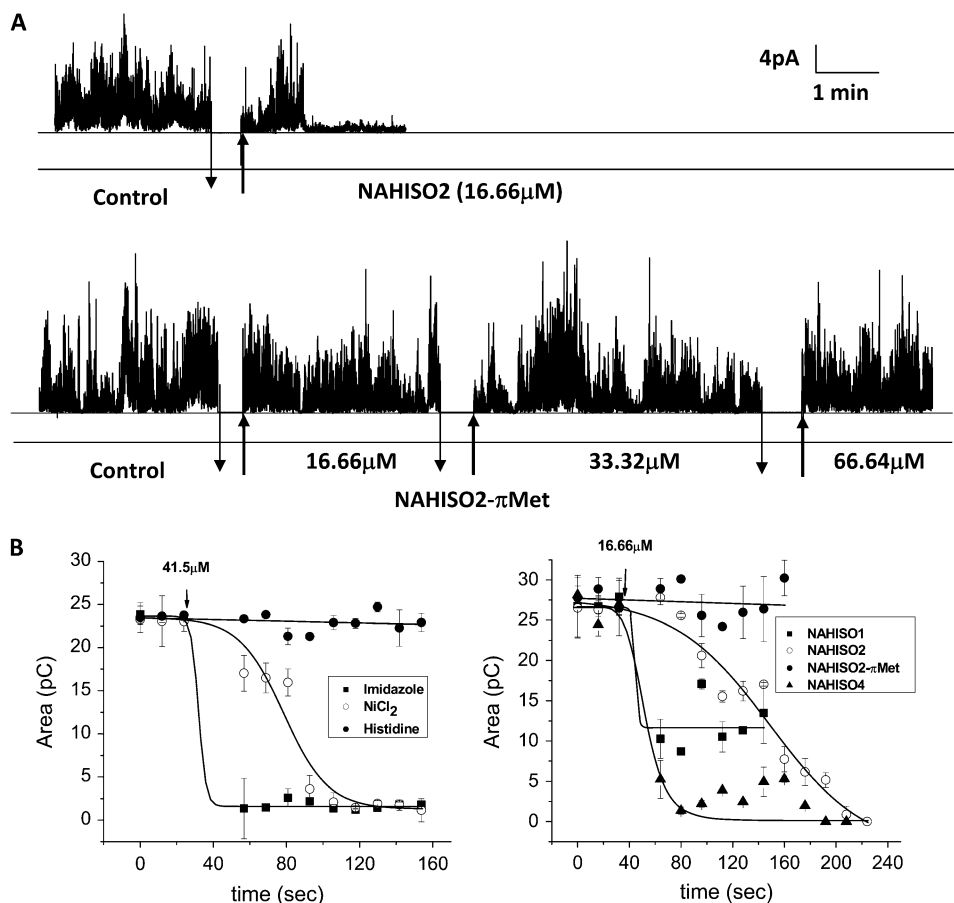 A
4pA
1 min
Control
NAHISO2 (16.66μM)
Control
16.66μM
33.32μM
66.64μM
NAHISO2-πMet
B
41.5μM
30
25
20
15
10
5
0
Area (pC)
Imidazole
NiCl2
Histidine
0 40 80 120 160
time (sec)
16.66μM
30
25
20
15
10
5
0
Area (pC)
NAHISO1
NAHISO2
NAHISO2-πMet
NAHISO4
0 40 80 120 160 200 240
time (sec)